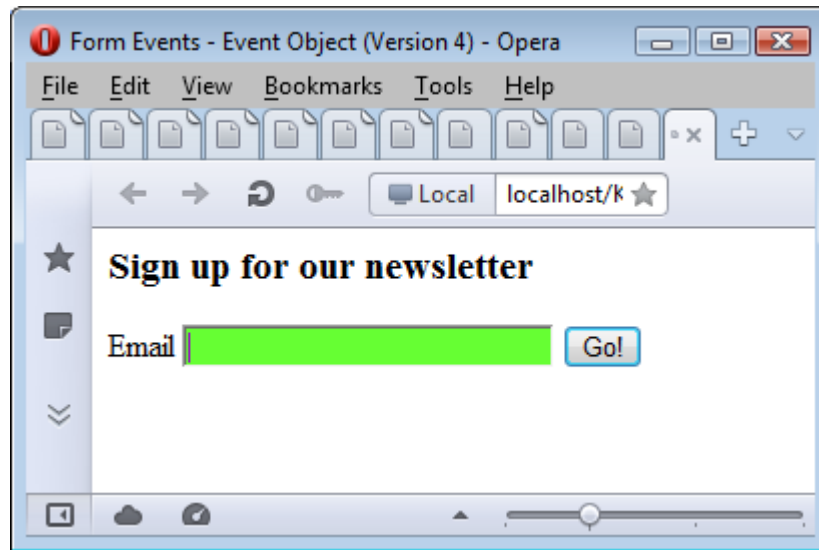 Form Events - Event Object (Version 4) - Opera
File Edit View Bookmarks Tools Help
Local localhost/K
Sign up for our newsletter
Email Go!